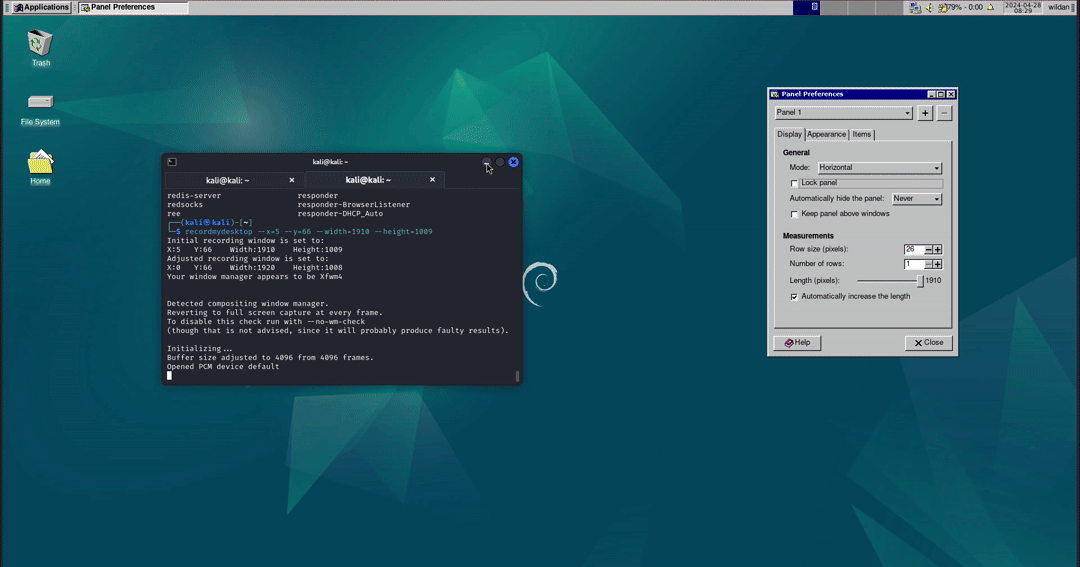 Applications
Panel Preferences
79% - 0:00
2024-04-28
08:29
wildan
Trash
File System
Home
kali@kali: ~
kali@kali: ~
kali@kali: ~
redis-server responder
redsocks responder-BrowserListener
ree responder-DHCP_Auto
(kali㉿kali)-[~]
$ recordmydesktop --x=5 --y=66 --width=1910 --height=1009
Initial recording window is set to:
X:5 Y:66 Width:1910 Height:1009
Adjusted recording window is set to:
X:0 Y:66 Width:1920 Height:1008
Your window manager appears to be Xfwm4
Detected compositing window manager.
Reverting to full screen capture at every frame.
To disable this check run with --no-wm-check
(though that is not advised, since it will probably produce faulty results).
Initializing...
Buffer size adjusted to 4096 from 4096 frames.
Opened PCM device default
Panel Preferences
Panel 1
Display Appearance Items
General
Mode: Horizontal
Lock panel
Automatically hide the panel: Never
Keep panel above windows
Measurements
Row size (pixels): 26
Number of rows: 1
Length (pixels): 1910
Automatically increase the length
Help Close